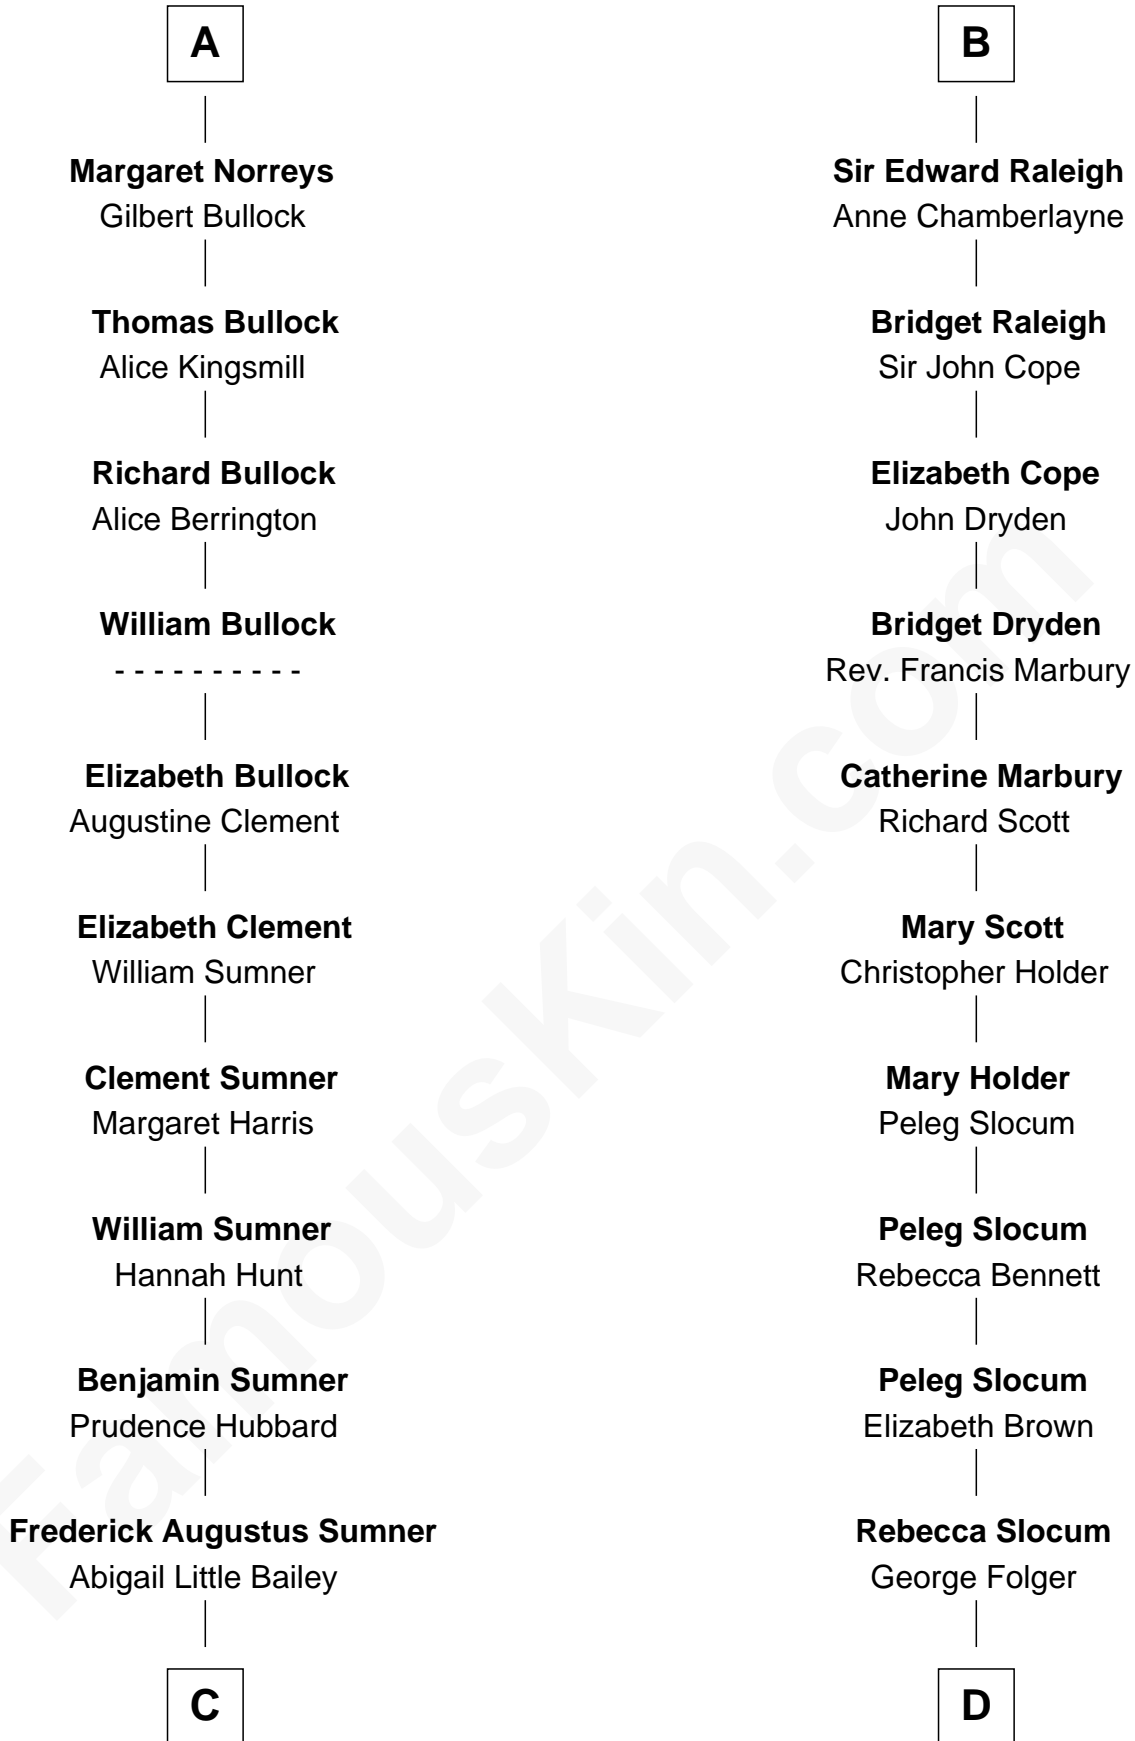 A
Margaret Norreys
Gilbert Bullock
Thomas Bullock
Alice Kingsmill
Richard Bullock
Alice Berrington
William Bullock
- - - - - - - - - -
Elizabeth Bullock
Augustine Clement
Elizabeth Clement
William Sumner
Clement Sumner
Margaret Harris
William Sumner
Hannah Hunt
Benjamin Sumner
Prudence Hubbard
Frederick Augustus Sumner
Abigail Little Bailey
C
B
Sir Edward Raleigh
Anne Chamberlayne
Bridget Raleigh
Sir John Cope
Elizabeth Cope
John Dryden
Bridget Dryden
Rev. Francis Marbury
Catherine Marbury
Richard Scott
Mary Scott
Christopher Holder
Mary Holder
Peleg Slocum
Peleg Slocum
Rebecca Bennett
Peleg Slocum
Elizabeth Brown
Rebecca Slocum
George Folger
D
FamousKin.com